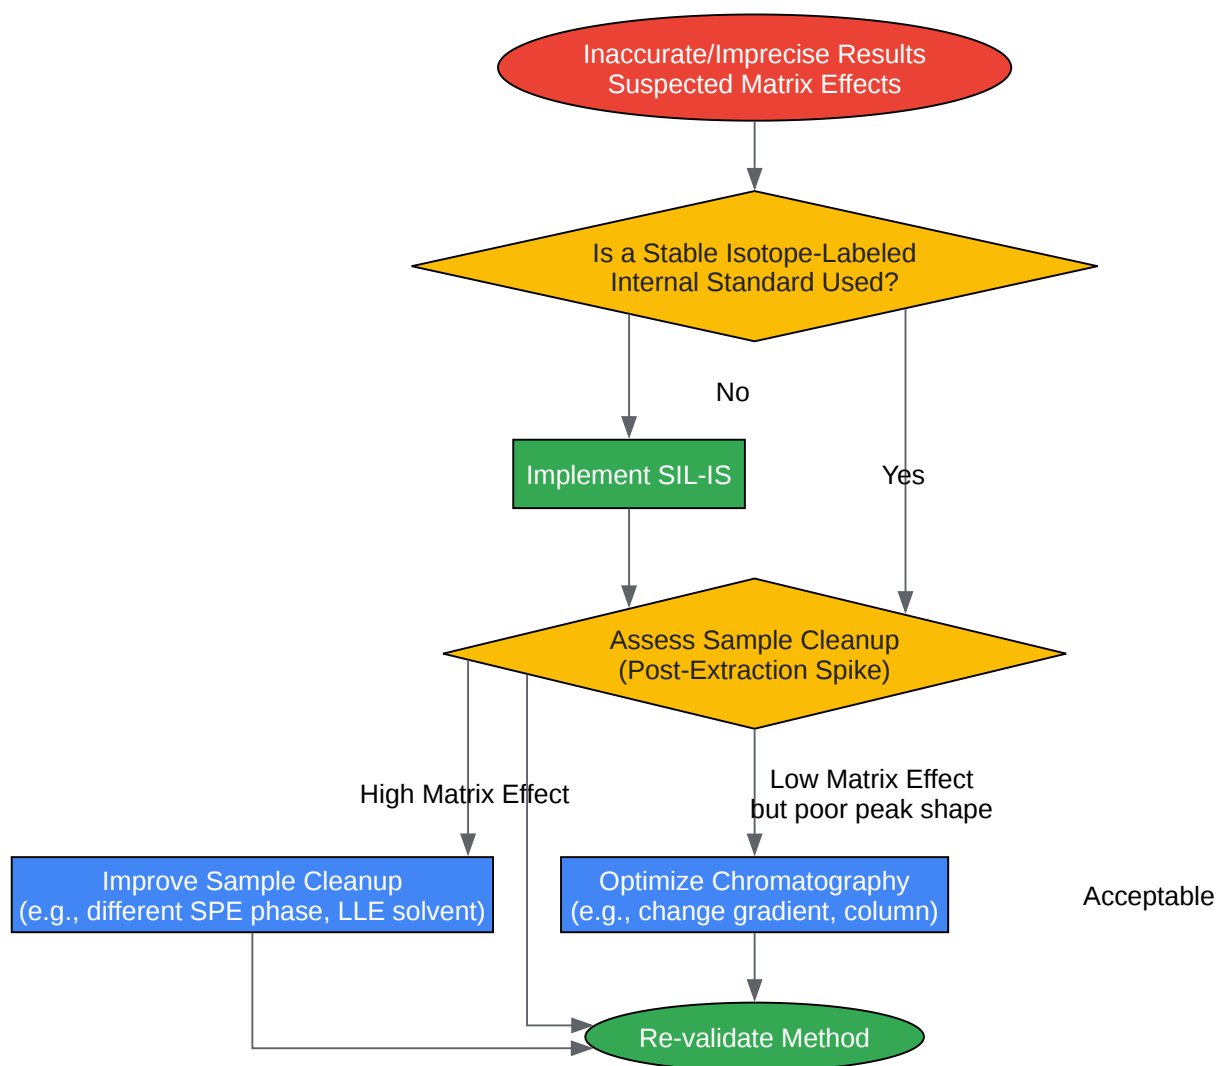 Inaccurate/Imprecise Results
Suspected Matrix Effects
Is a Stable Isotope-Labeled
Internal Standard Used?
No
Implement SIL-IS
Yes
Assess Sample Cleanup
(Post-Extraction Spike)
High Matrix Effect
Low Matrix Effect
but poor peak shape
Improve Sample Cleanup
(e.g., different SPE phase, LLE solvent)
Optimize Chromatography
(e.g., change gradient, column)
Acceptable
Re-validate Method